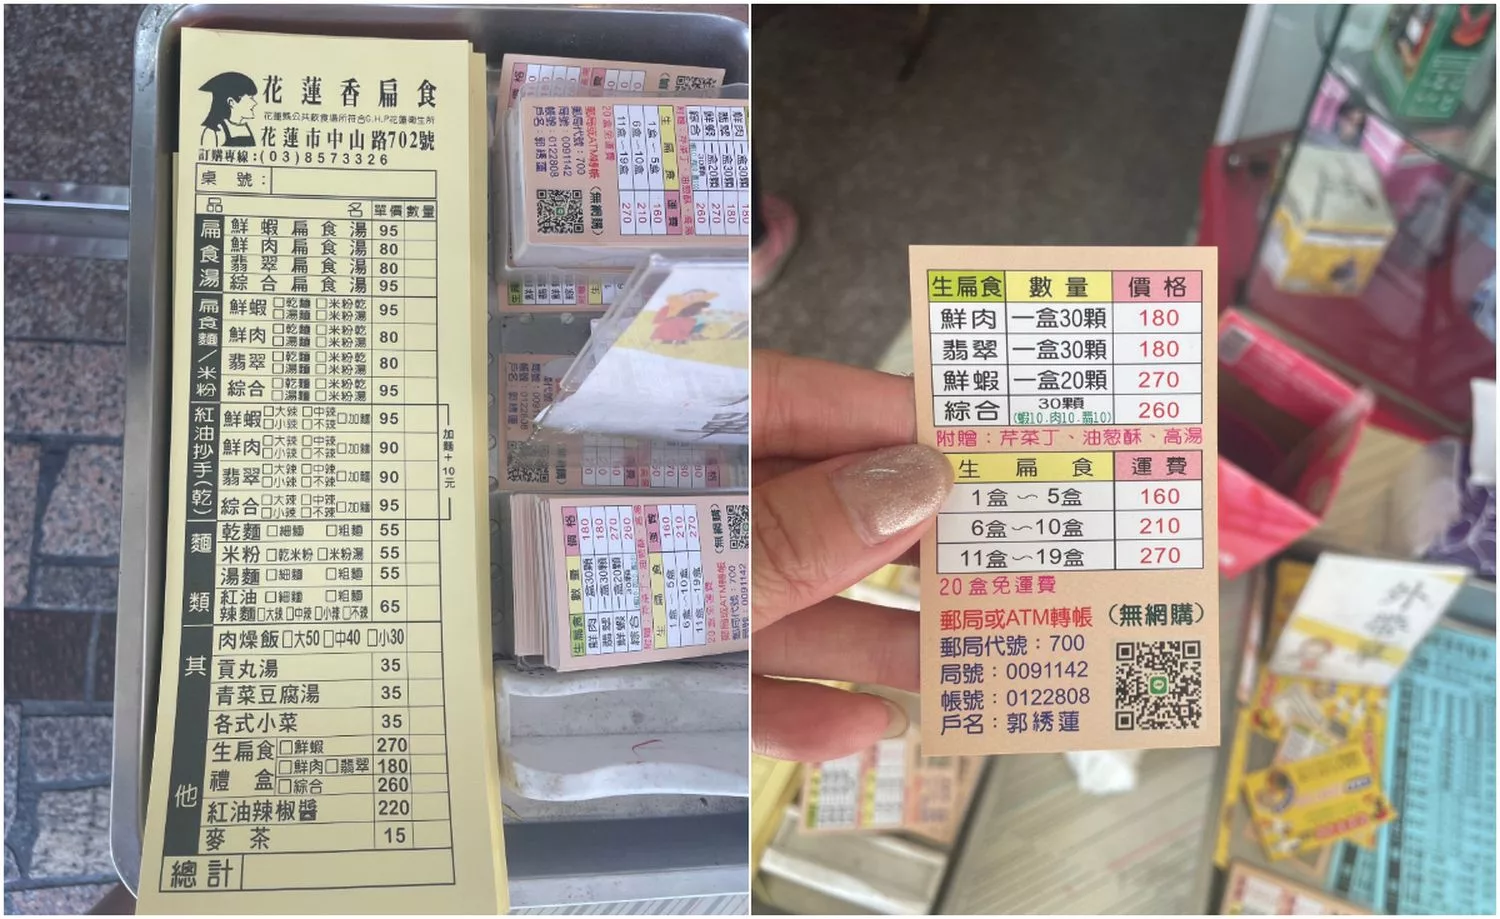 花蓮香扁食
花蓮縣公共飲食場所符合G.H.P花蓮衛生所
花蓮市中山路702號
訂購專線:(03)8573326
桌號:
品名 單價 數量
扁食湯
鮮蝦扁食湯 95
鮮肉扁食湯 80
翡翠扁食湯 80
綜合扁食湯 95
扁食麵/米粉
鮮蝦 □乾麵 □米粉乾 □湯麵 □米粉湯 95
鮮肉 □乾麵 □米粉乾 □湯麵 □米粉湯 80
翡翠 □乾麵 □米粉乾 □湯麵 □米粉湯 80
綜合 □乾麵 □米粉乾 □湯麵 □米粉湯 95
紅油抄手(乾)
鮮蝦 □大辣 □中辣 □小辣 □不辣 □加麵 95
鮮肉 □大辣 □中辣 □小辣 □不辣 □加麵 90
翡翠 □大辣 □中辣 □小辣 □不辣 □加麵 90
綜合 □大辣 □中辣 □小辣 □不辣 □加麵 95
加麵+10元
麵類
乾麵 □細麵 □粗麵 55
米粉 □乾米粉 □米粉湯 55
湯麵 □細麵 □粗麵 55
紅油辣麵 □細麵 □粗麵 □大辣 □中辣 □小辣 □不辣 65
其他
肉燥飯 □大50 □中40 □小30
貢丸湯 35
青菜豆腐湯 35
各式小菜 35
生扁食禮盒 □鮮蝦 270
□鮮肉 □翡翠 180
□綜合 260
紅油辣椒醬 220
麥茶 15
總計
生扁食 數量 價格
鮮肉 一盒30顆 180
翡翠 一盒30顆 180
鮮蝦 一盒20顆 270
綜合 30顆 (蝦10.肉10.翡10) 260
附贈：芹菜丁、油蔥酥、高湯
生扁食 運費
1盒～5盒 160
6盒～10盒 210
11盒～19盒 270
20盒免運費
郵局或ATM轉帳（無網購）
郵局代號：700
局號：0091142
帳號：0122808
戶名：郭綉蓮